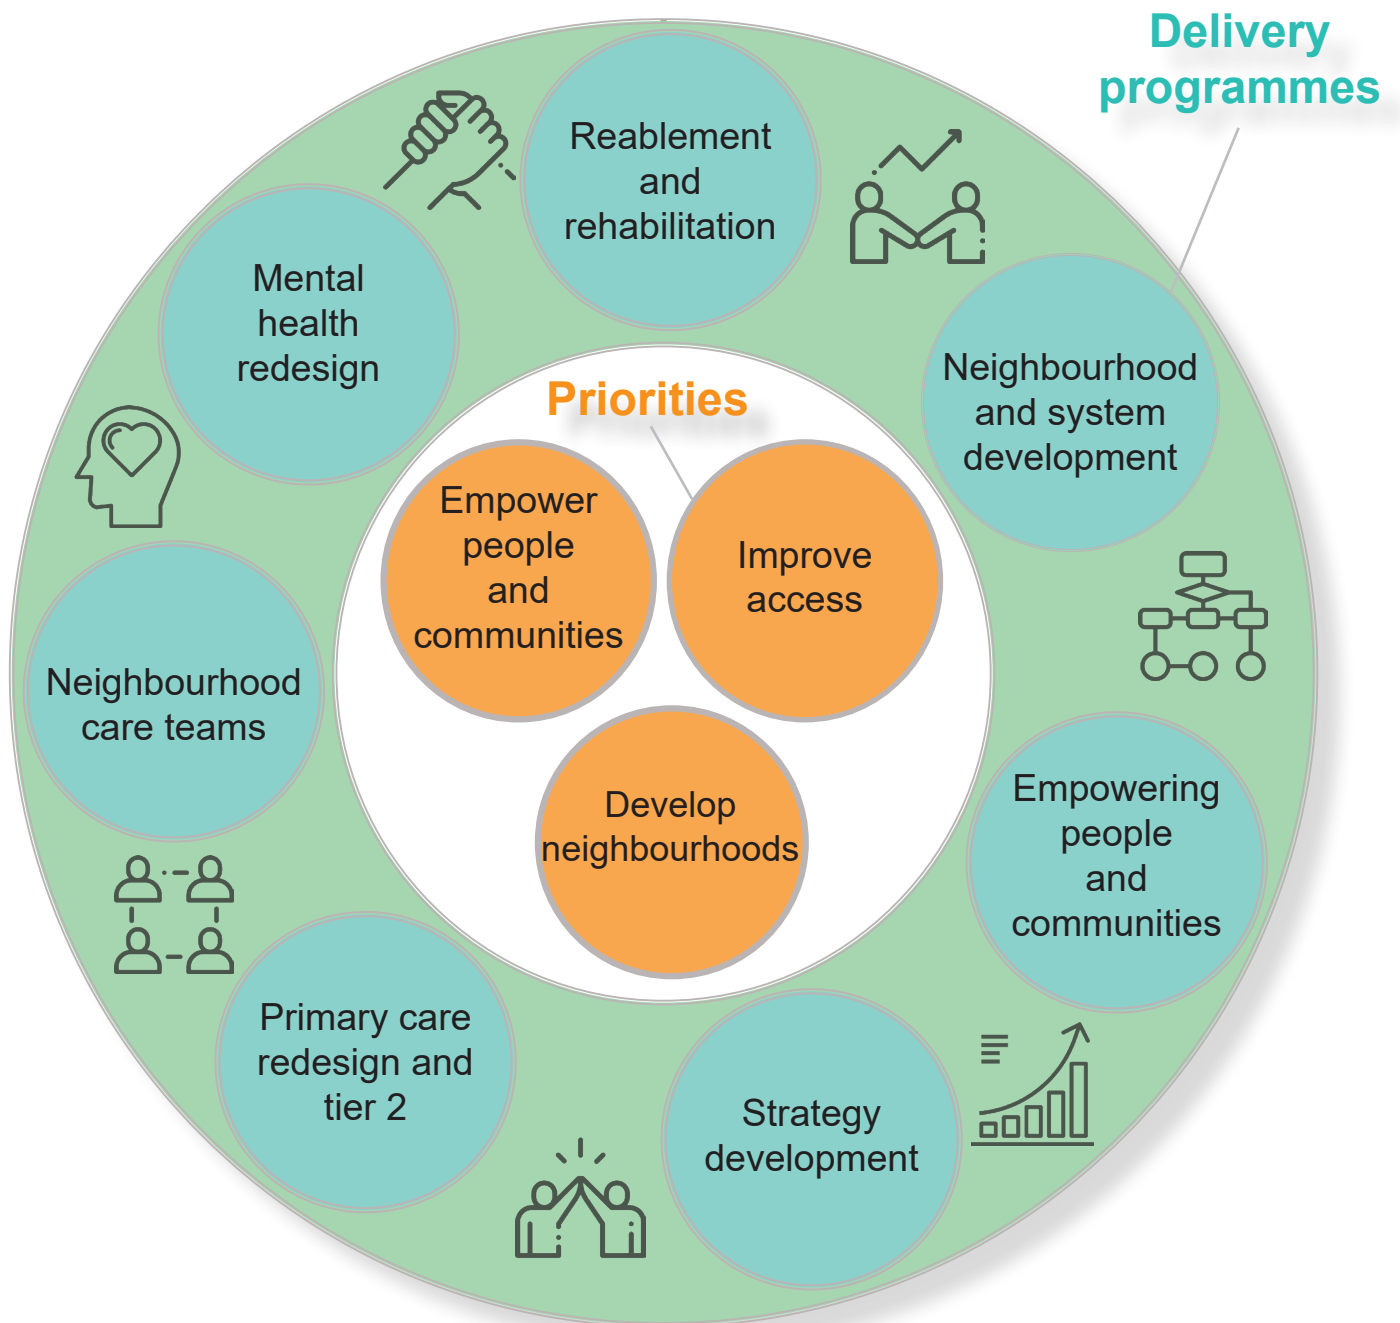 Delivery
programmes
Reablement
and
rehabilitation
Mental
health
redesign
Neighbourhood
and system
development
Priorities
Empower
people
and
communities
Improve
access
Neighbourhood
care teams
Develop
neighbourhoods
Empowering
people
and
communities
Primary care
redesign and
tier 2
Strategy
development